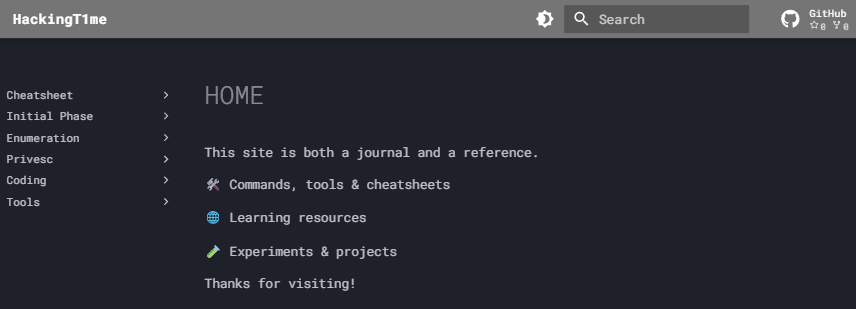 HackingT1me
Search
GitHub
0 0
Cheatsheet
Initial Phase
Enumeration
Privesc
Coding
Tools
HOME
This site is both a journal and a reference.
Commands, tools & cheatsheets
Learning resources
Experiments & projects
Thanks for visiting!